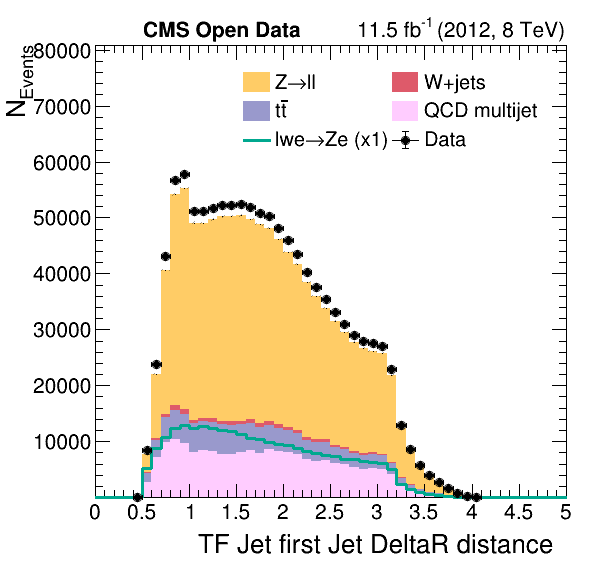 CMS Open Data 11.5 fb⁻¹ (2012, 8 TeV)
N_Events
80000
70000
60000
50000
40000
30000
20000
10000
0
Z→ll W+jets
tt̄ QCD multijet
lwe→Ze (x1) Data
0 0.5 1 1.5 2 2.5 3 3.5 4 4.5 5
TF Jet first Jet DeltaR distance